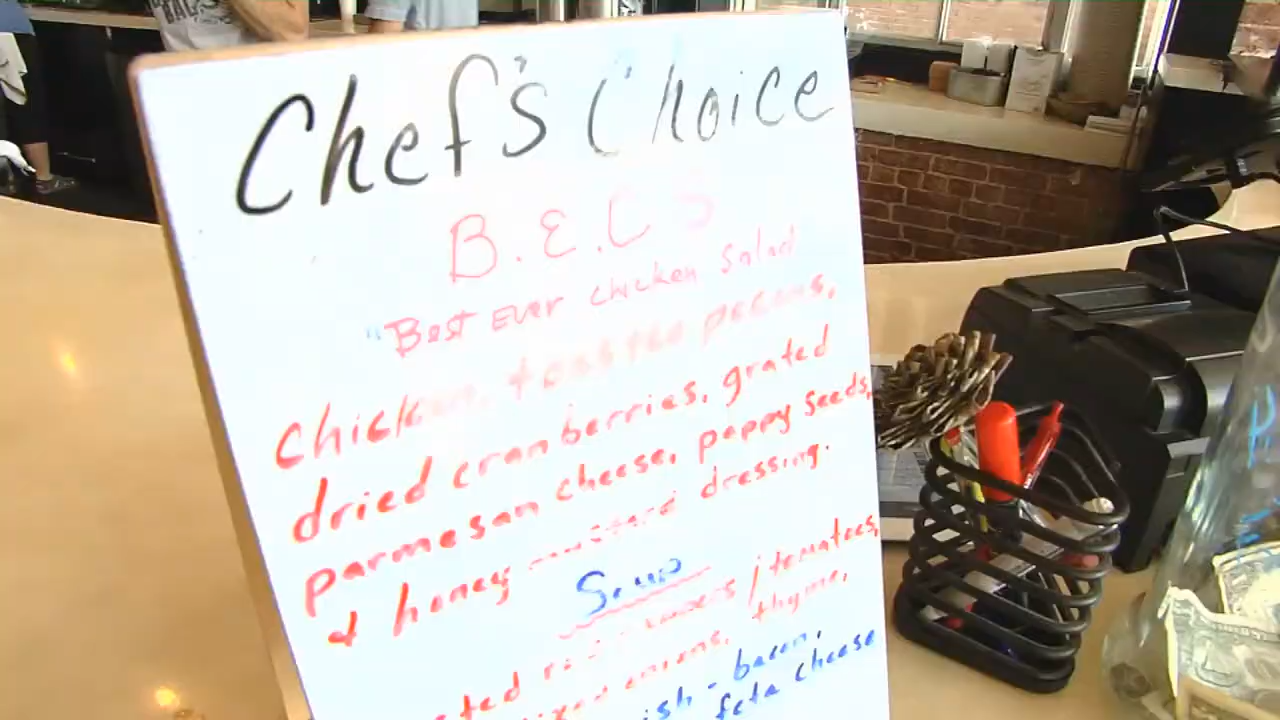 Chef's Choice
B.E.C S
"Best Ever Chicken Salad
Chicken, toasted pecans,
dried cranberries, grated
parmesan cheese, poppy seeds,
& honey mustard dressing.
Soup
tomatoes,
onions, thyme,
bacon,
feta cheese